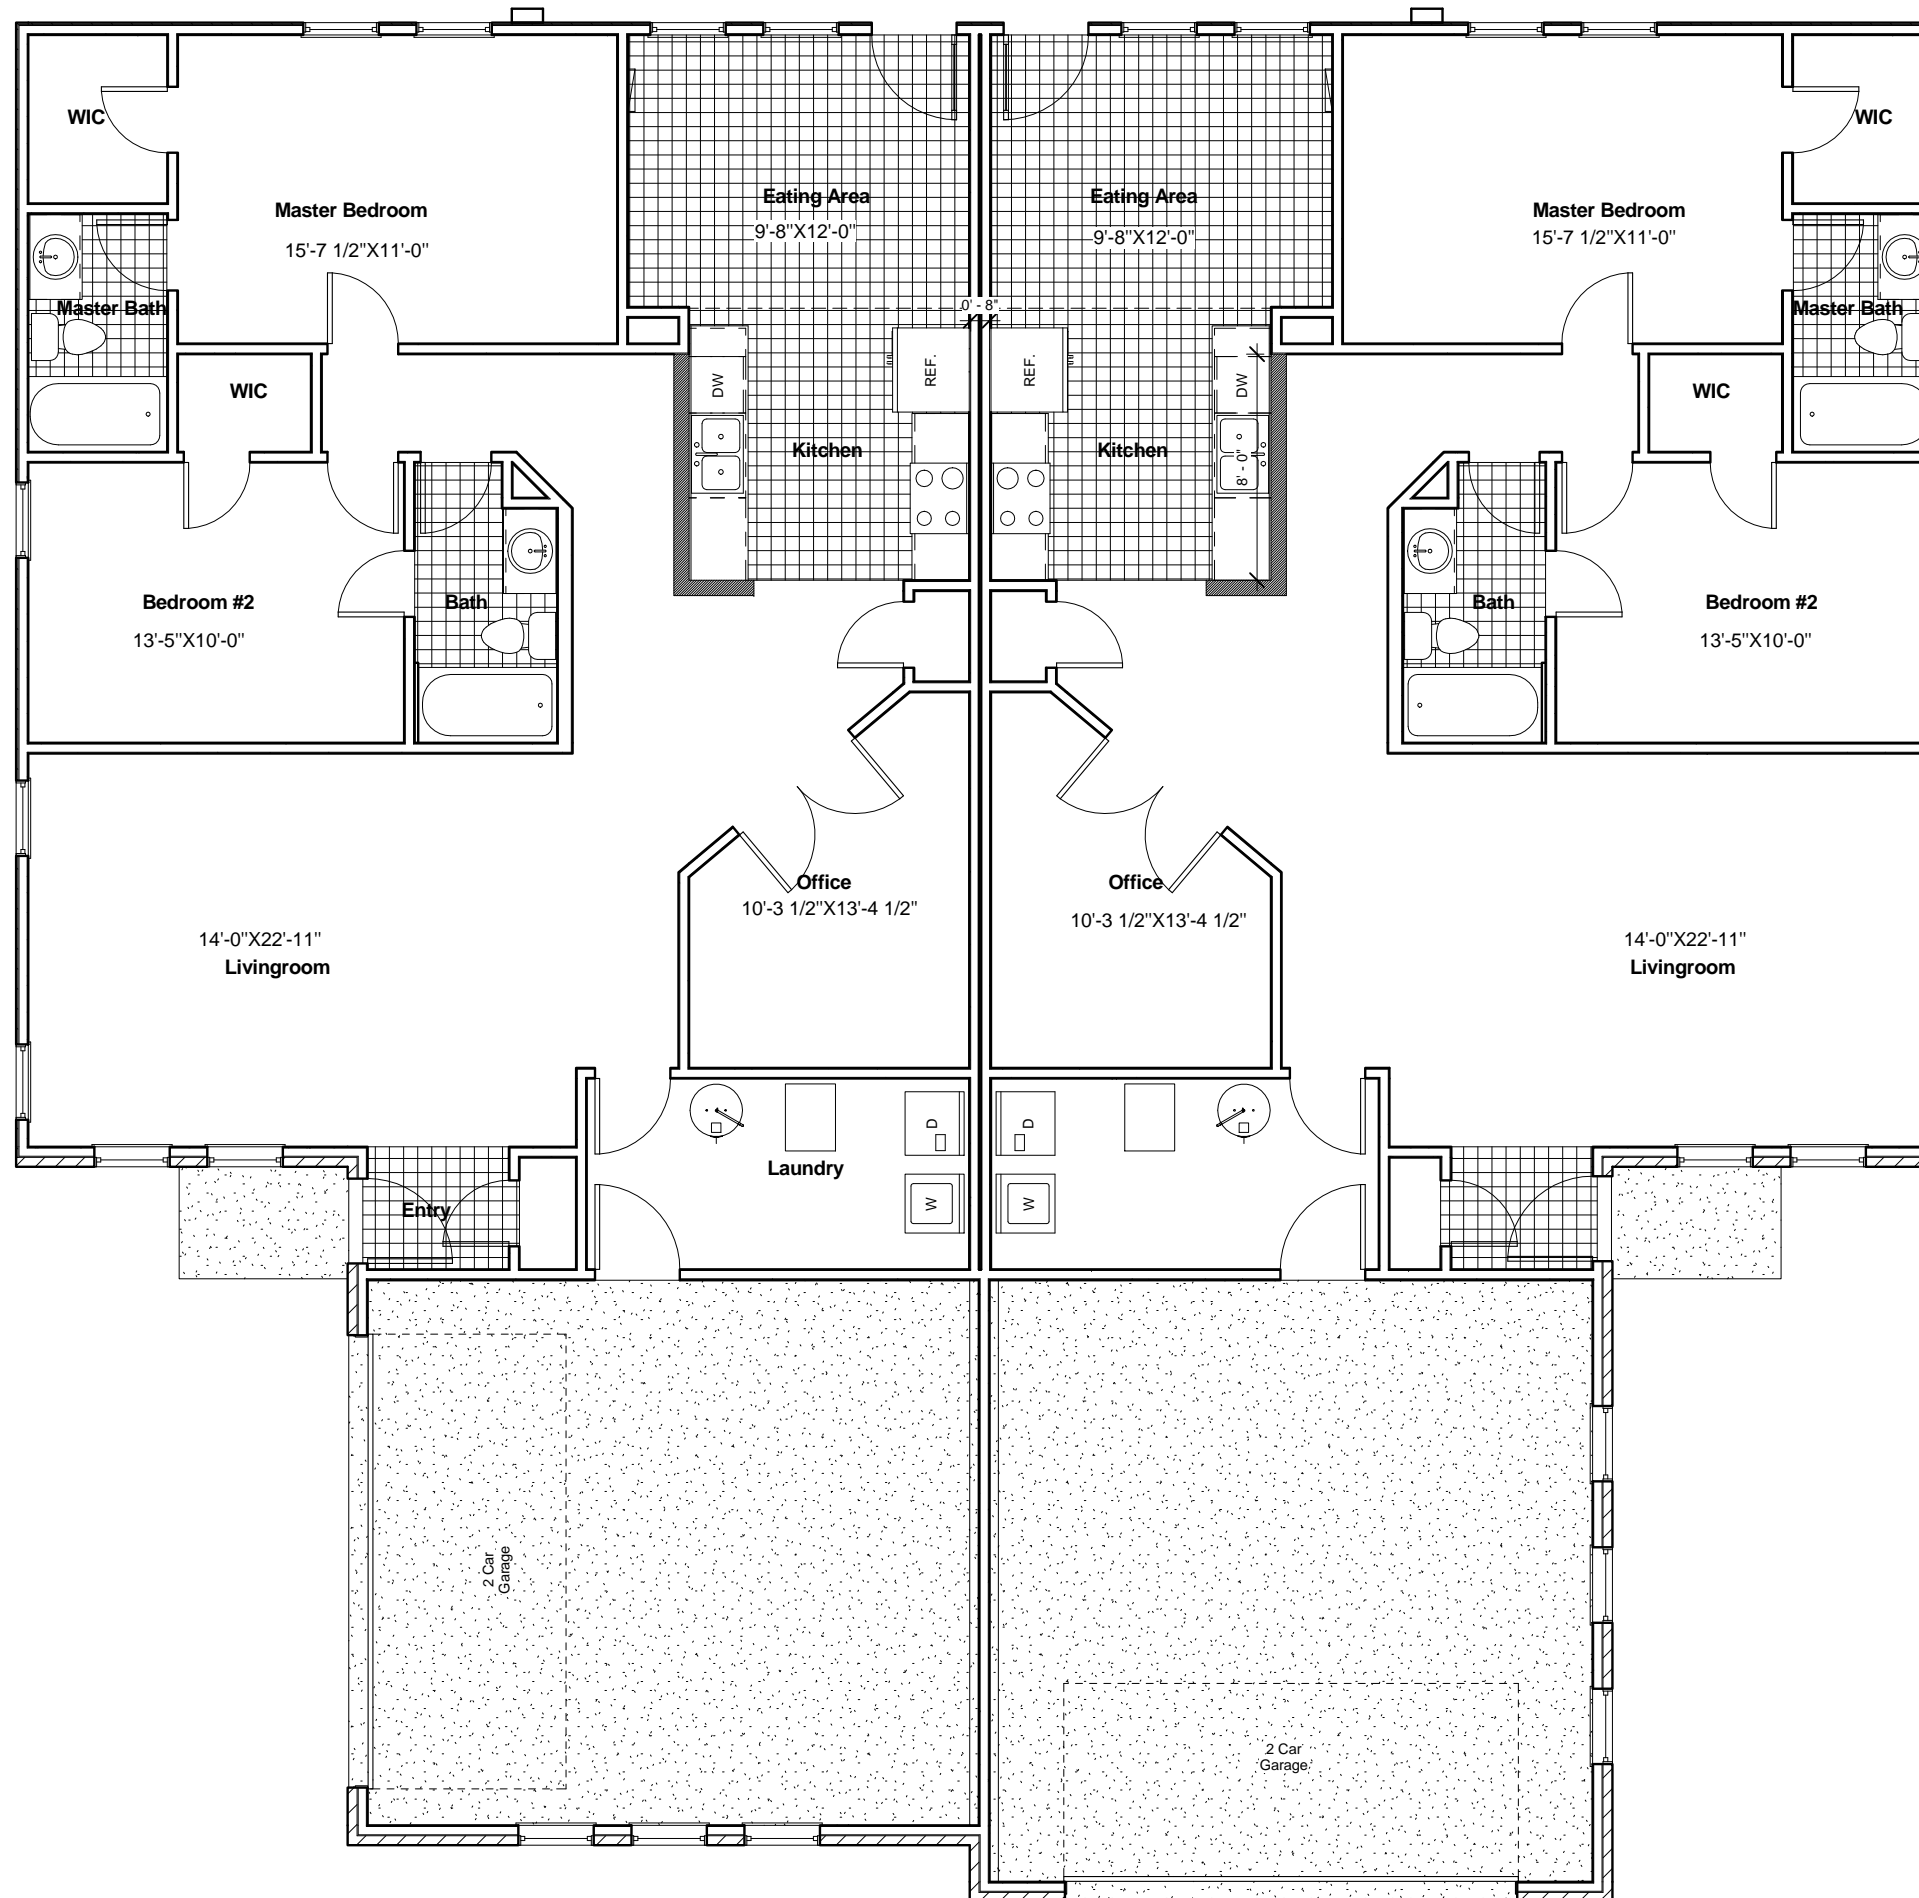 WIC
Master Bedroom
15'-7 1/2"X11'-0"
Eating Area
9'-8"X12'-0"
Eating Area
9'-8"X12'-0"
Master Bedroom
15'-7 1/2"X11'-0"
WIC
Master Bath
0' - 8"
Master Bath
WIC
DW
REF.
REF.
DW
WIC
Kitchen
Kitchen
8' - 0"
Bedroom #2
13'-5"X10'-0"
Bath
Bath
Bedroom #2
13'-5"X10'-0"
Office
10'-3 1/2"X13'-4 1/2"
Office
10'-3 1/2"X13'-4 1/2"
14'-0"X22'-11"
Livingroom
14'-0"X22'-11"
Livingroom
D
D
Laundry
W
W
Entry
2 Car
Garage
2 Car
Garage